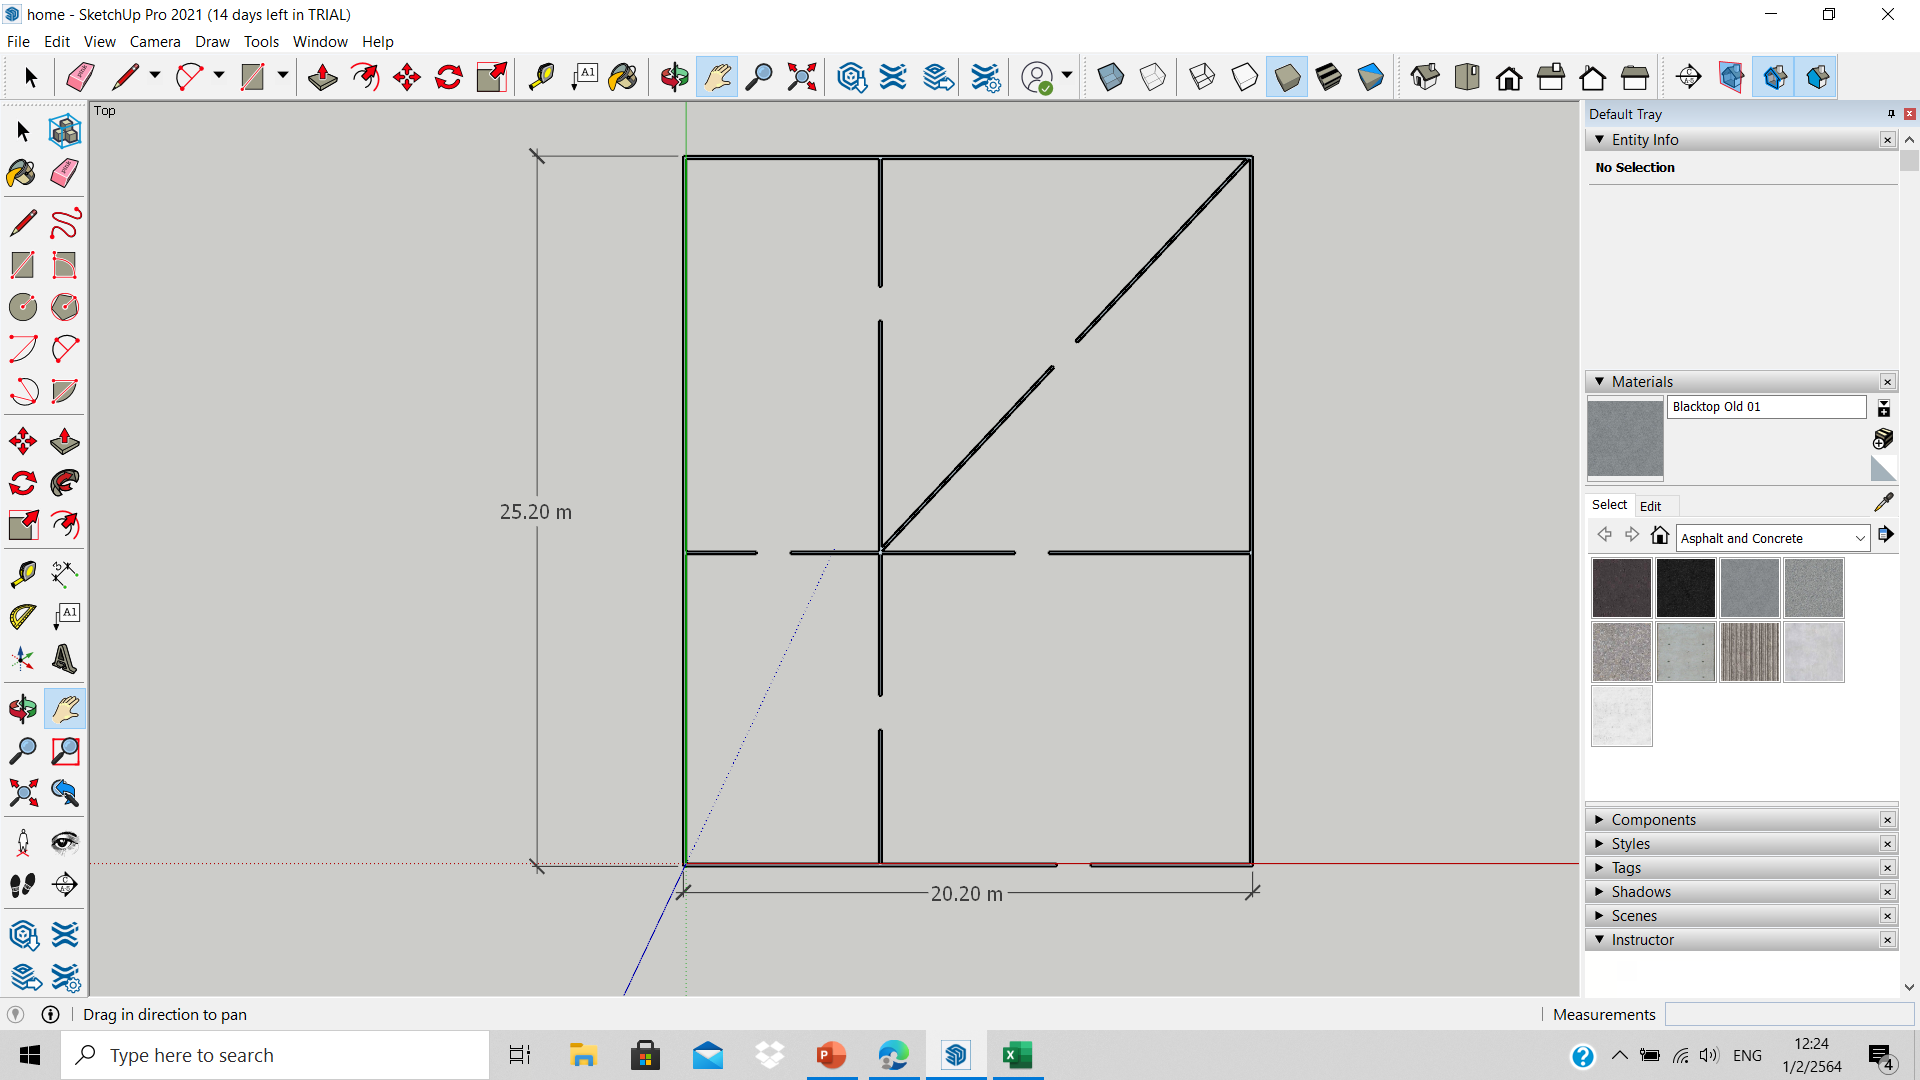 home - SketchUp Pro 2021 (14 days left in TRIAL)
File Edit View Camera Draw Tools Window Help
A1
Top
Default Tray
Entity Info
No Selection
25.20 m
20.20 m
Materials
Blacktop Old 01
Select Edit
Asphalt and Concrete
A1
Components
Styles
Tags
Shadows
Scenes
Instructor
Drag in direction to pan
Measurements
Type here to search
ENG
12:24
1/2/2564
4